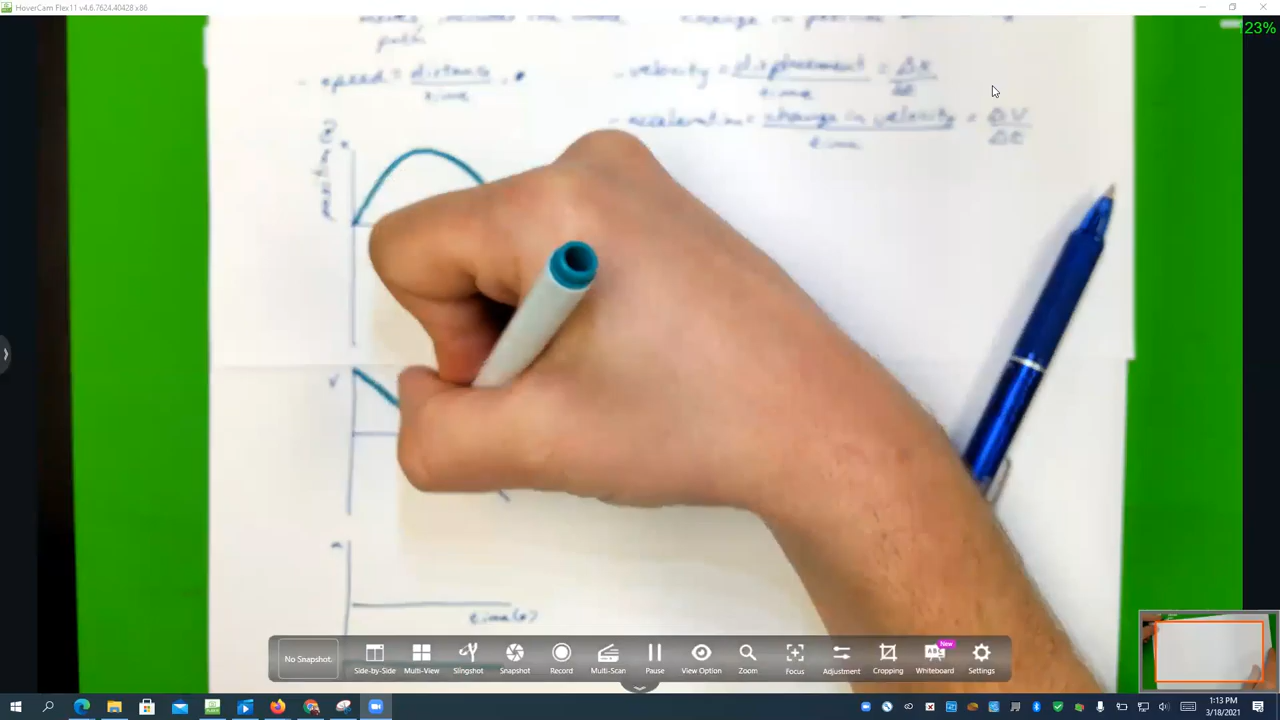 HoverCam Flex11 v4.6.7624.40428 x86
123%
path
- speed = distance
time
- velocity = displacement = Δx
time Δt
- acceleration = change in velocity = ΔV
time Δt
position
v
a
time (s)
No Snapshot
Side-by-Side Multi-View Slingshot Snapshot Record Multi-Scan Pause View Option Zoom Focus Adjustment Cropping Whiteboard Settings
New
ABC
1:13 PM
3/18/2021